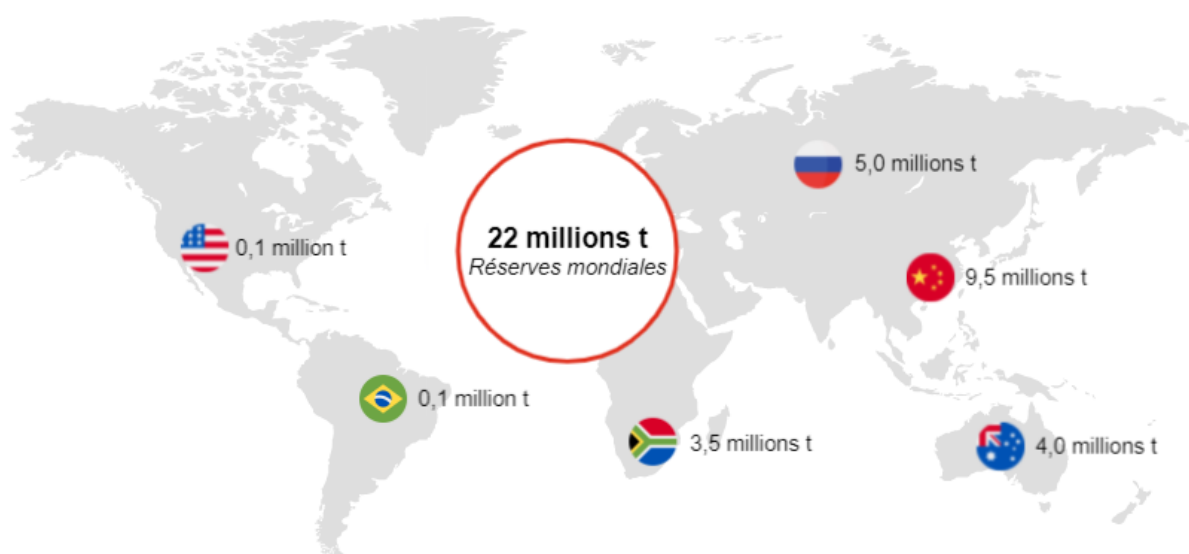 5,0 millions t
22 millions t
Réserves mondiales
0,1 million t
9,5 millions t
0,1 million t
3,5 millions t
4,0 millions t